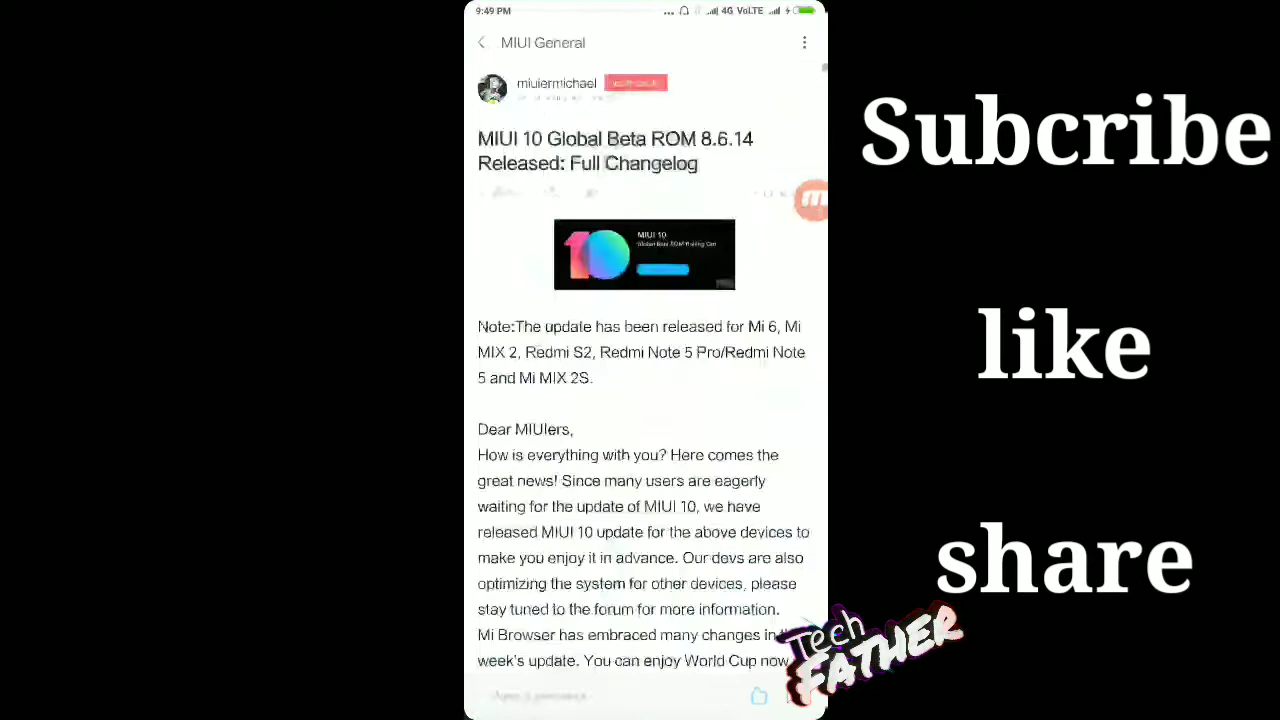 9:49 PM
4G VoLTE
MIUI General
miuiermichael
MIUI 10 Global Beta ROM 8.6.14
Released: Full Changelog
MIUI 10
Note:The update has been released for Mi 6, Mi
MIX 2, Redmi S2, Redmi Note 5 Pro/Redmi Note
5 and Mi MIX 2S.
Dear MIUIers,
How is everything with you? Here comes the
great news! Since many users are eagerly
waiting for the update of MIUI 10, we have
released MIUI 10 update for the above devices to
make you enjoy it in advance. Our devs are also
optimizing the system for other devices, please
stay tuned to the forum for more information.
Mi Browser has embraced many changes in
week's update. You can enjoy World Cup now
Subcribe
like
share
Tech
FATHER